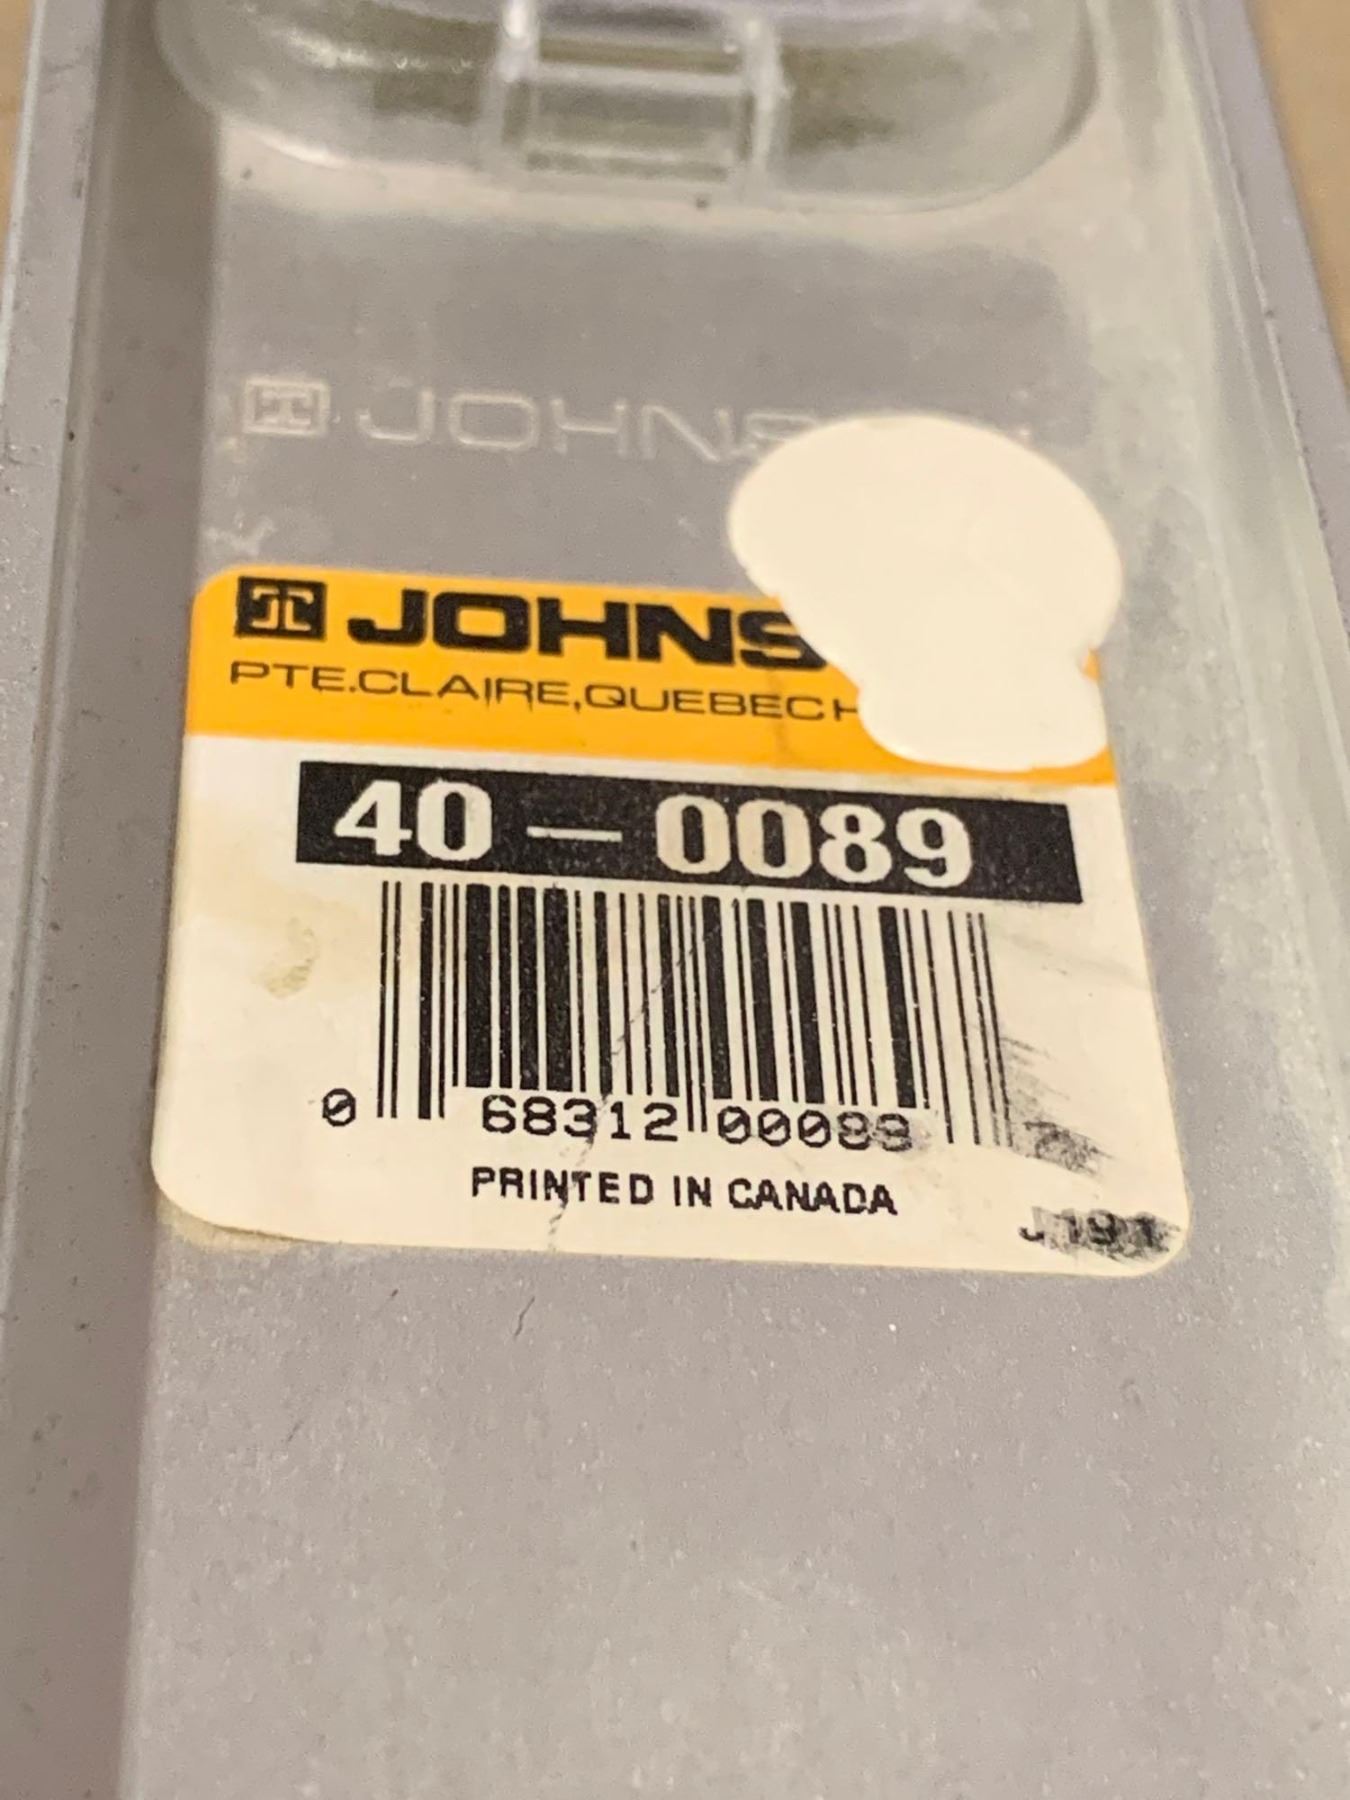 JOHNS
JOHNS
PTE.CLAIRE,QUEBEC H
40-0089
0 68312 00089
PRINTED IN CANADA